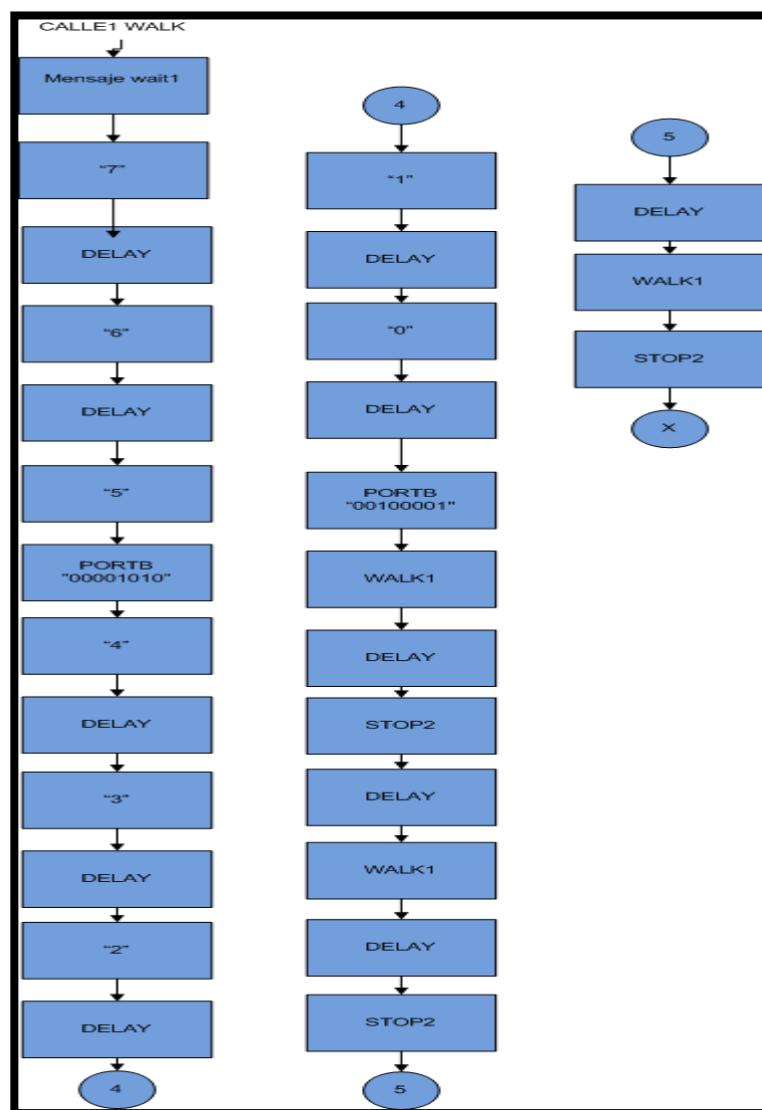 CALLE1 WALK
Mensaje wait1
“7”
DELAY
“6”
DELAY
“5”
PORTB
"00001010"
“4”
DELAY
“3”
DELAY
“2”
DELAY
4
4
“1”
DELAY
“0”
DELAY
PORTB
“00100001”
WALK1
DELAY
STOP2
DELAY
WALK1
DELAY
STOP2
5
5
DELAY
WALK1
STOP2
X